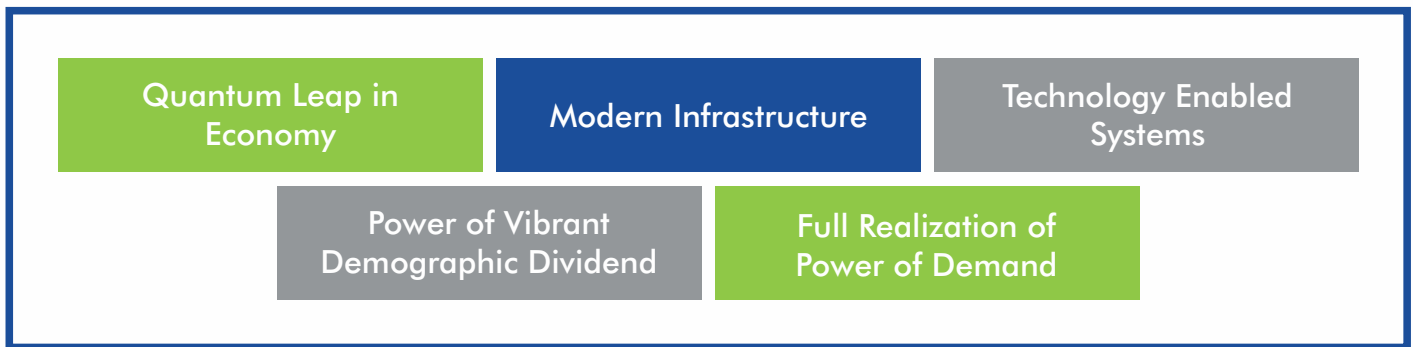 Quantum Leap in
Economy
Modern Infrastructure
Technology Enabled
Systems
Power of Vibrant
Demographic Dividend
Full Realization of
Power of Demand